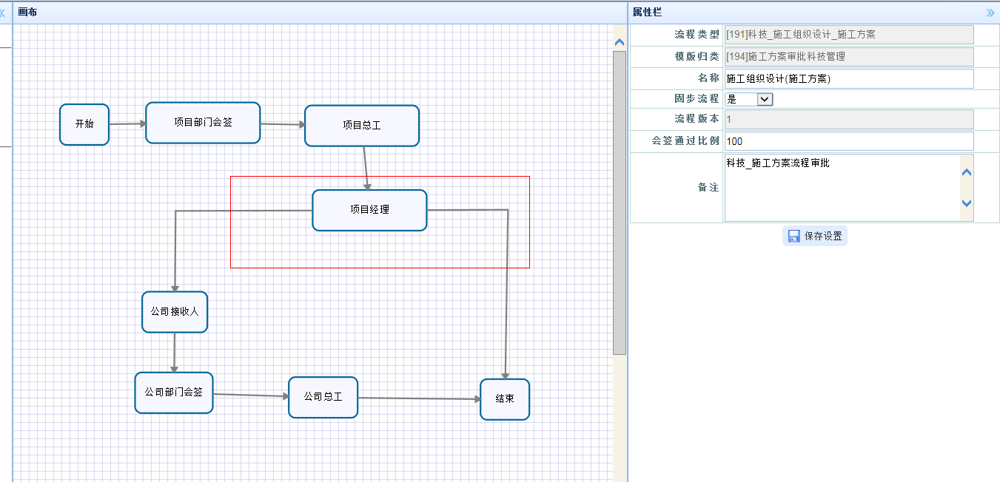 画布
开始
项目部门会签
项目总工
项目经理
公司接收人
公司部门会签
公司总工
结束
属性栏
流程类型 [191]科技_施工组织设计_施工方案
模版归类 [194]施工方案审批科技管理
名称 施工组织设计(施工方案)
固步流程 是
流程版本 1
会签通过比例 100
备注 科技_施工方案流程审批
保存设置